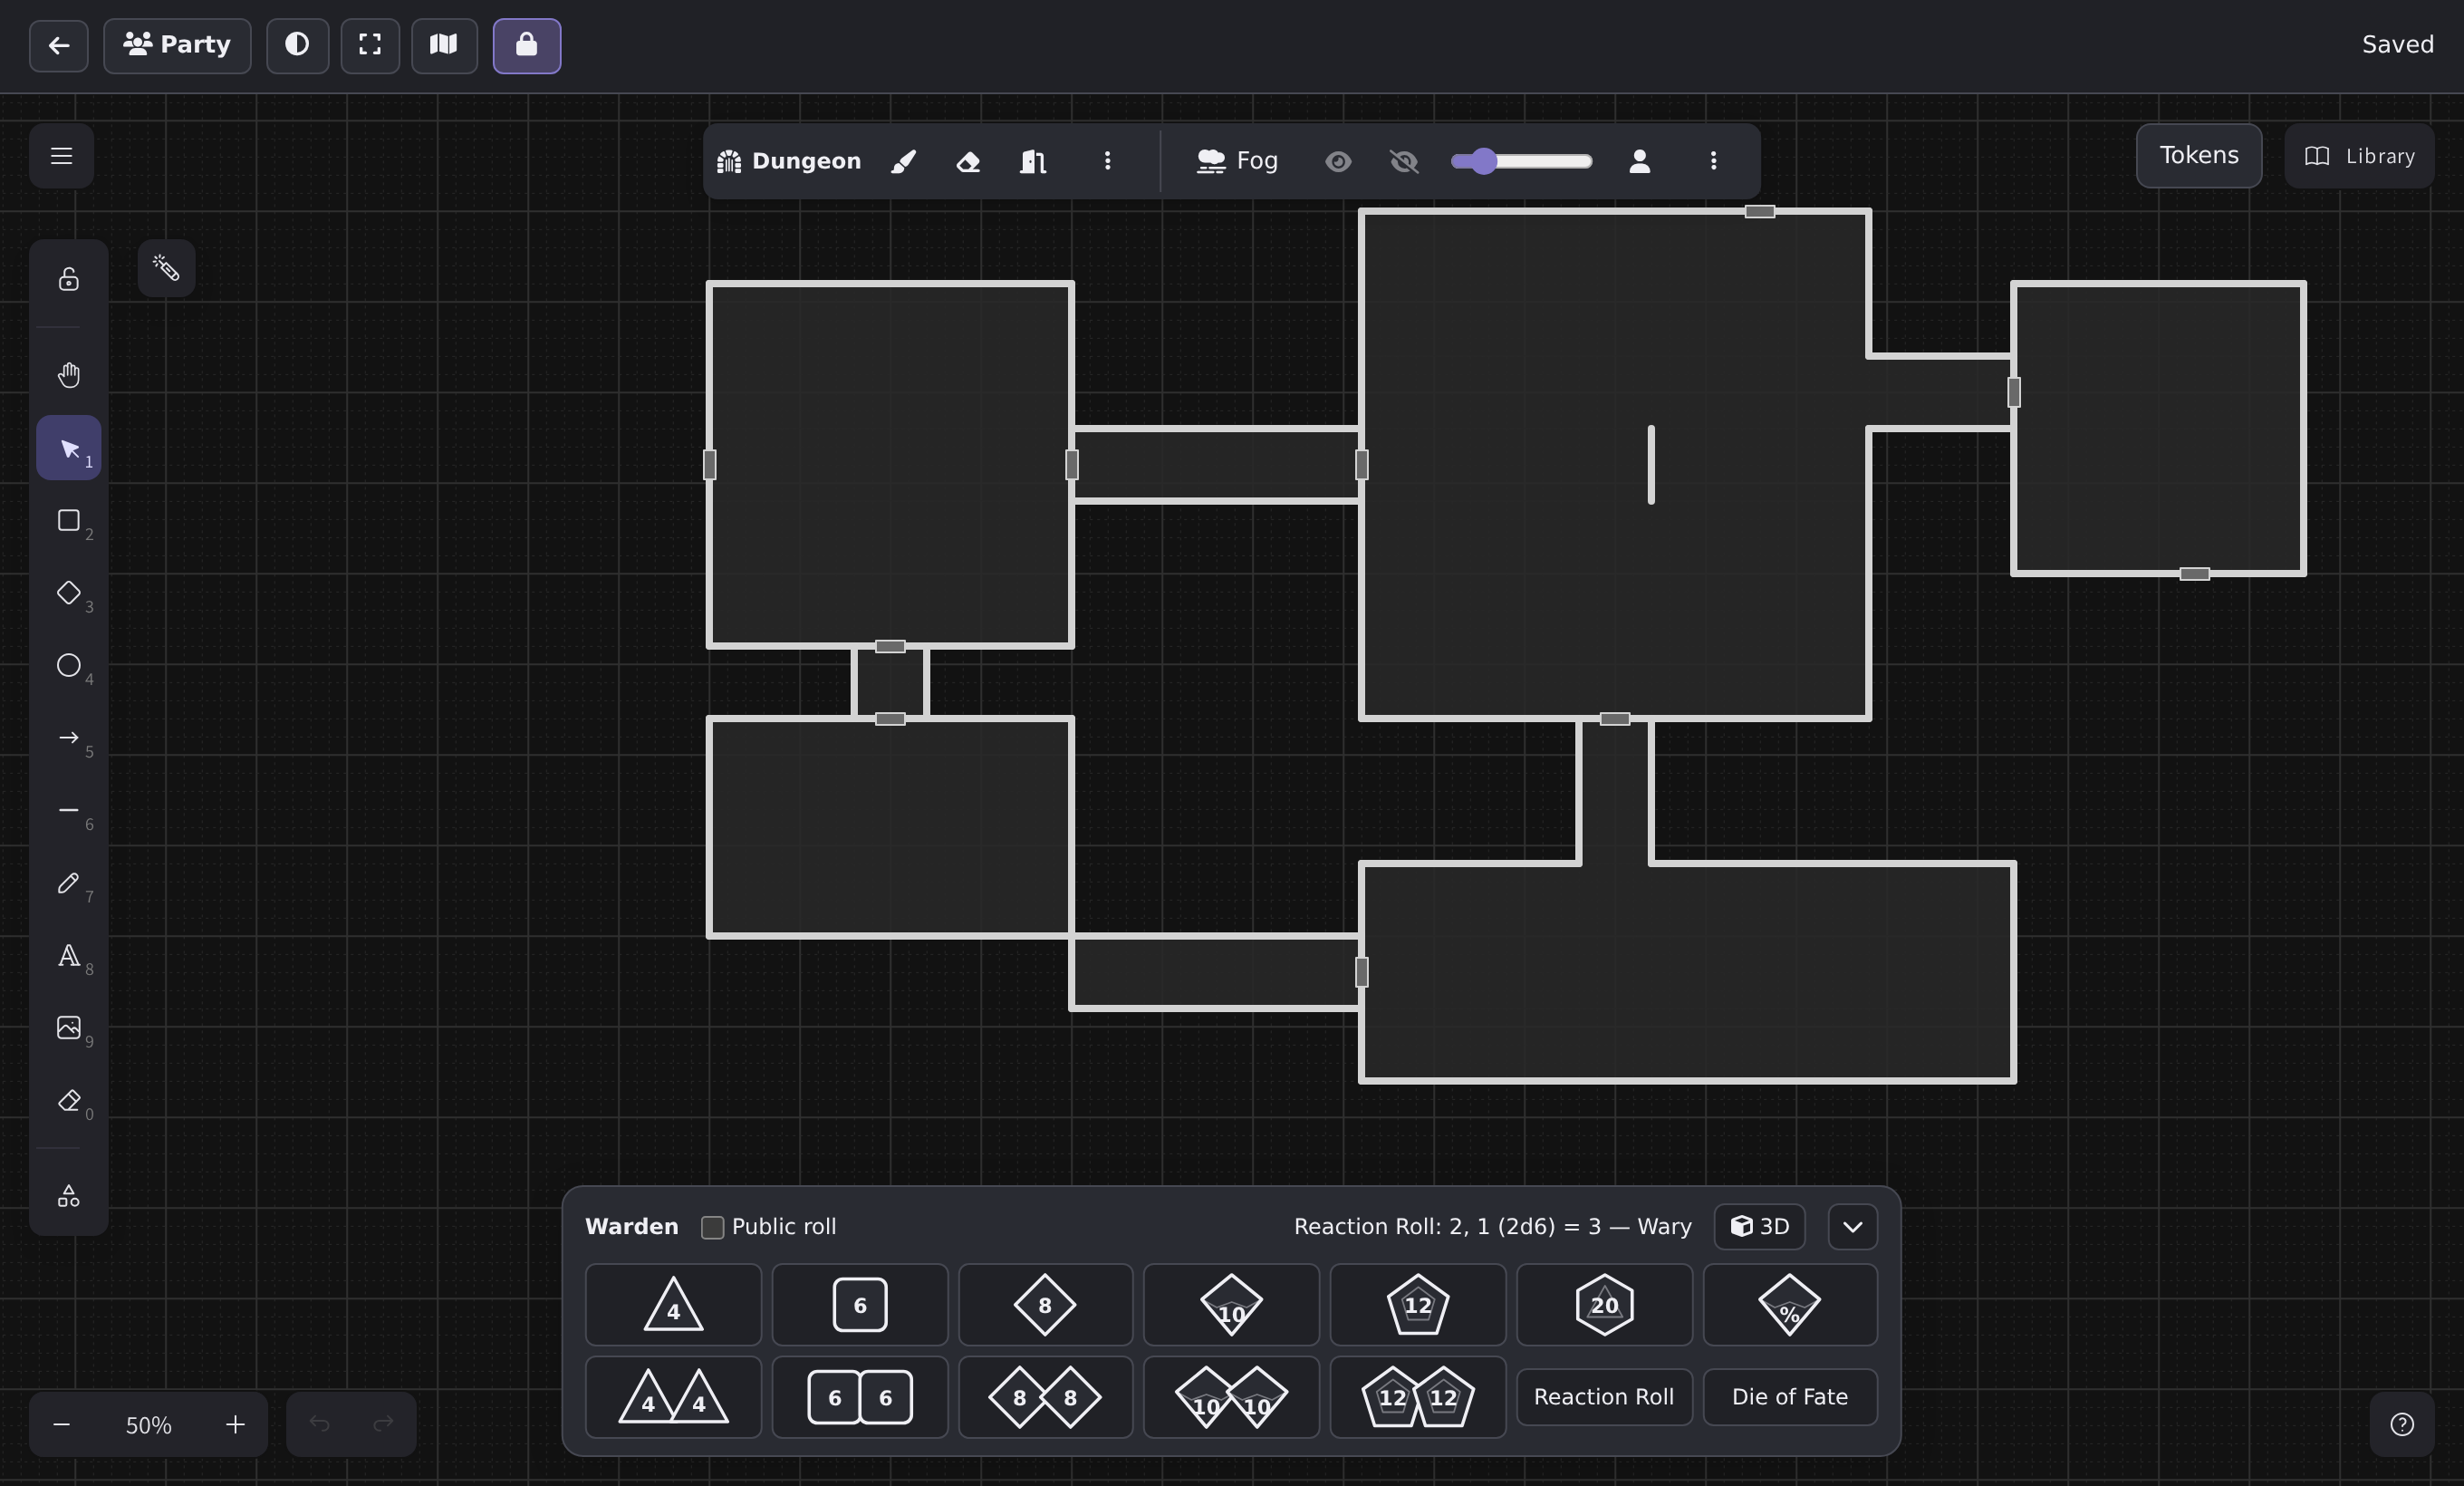 Party
Saved
Dungeon
Fog
Tokens
Library
1
2
3
4
5
6
7
8
9
0
Warden
Public roll
Reaction Roll: 2, 1 (2d6) = 3 — Wary
3D
4
6
8
10
12
20
%
4 4
6 6
8 8
10 10
12 12
Reaction Roll
Die of Fate
50%